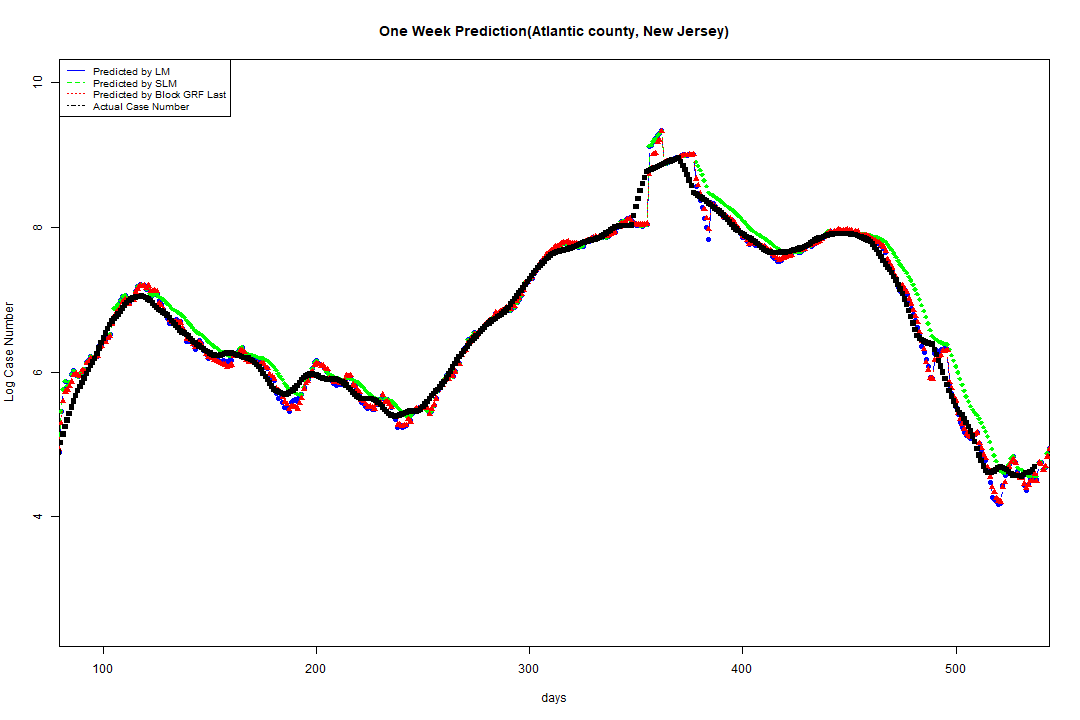 One Week Prediction(Atlantic county, New Jersey)
Predicted by LM
Predicted by SLM
Predicted by Block GRF Last
Actual Case Number
Log Case Number
10
8
6
4
100 200 300 400 500
days